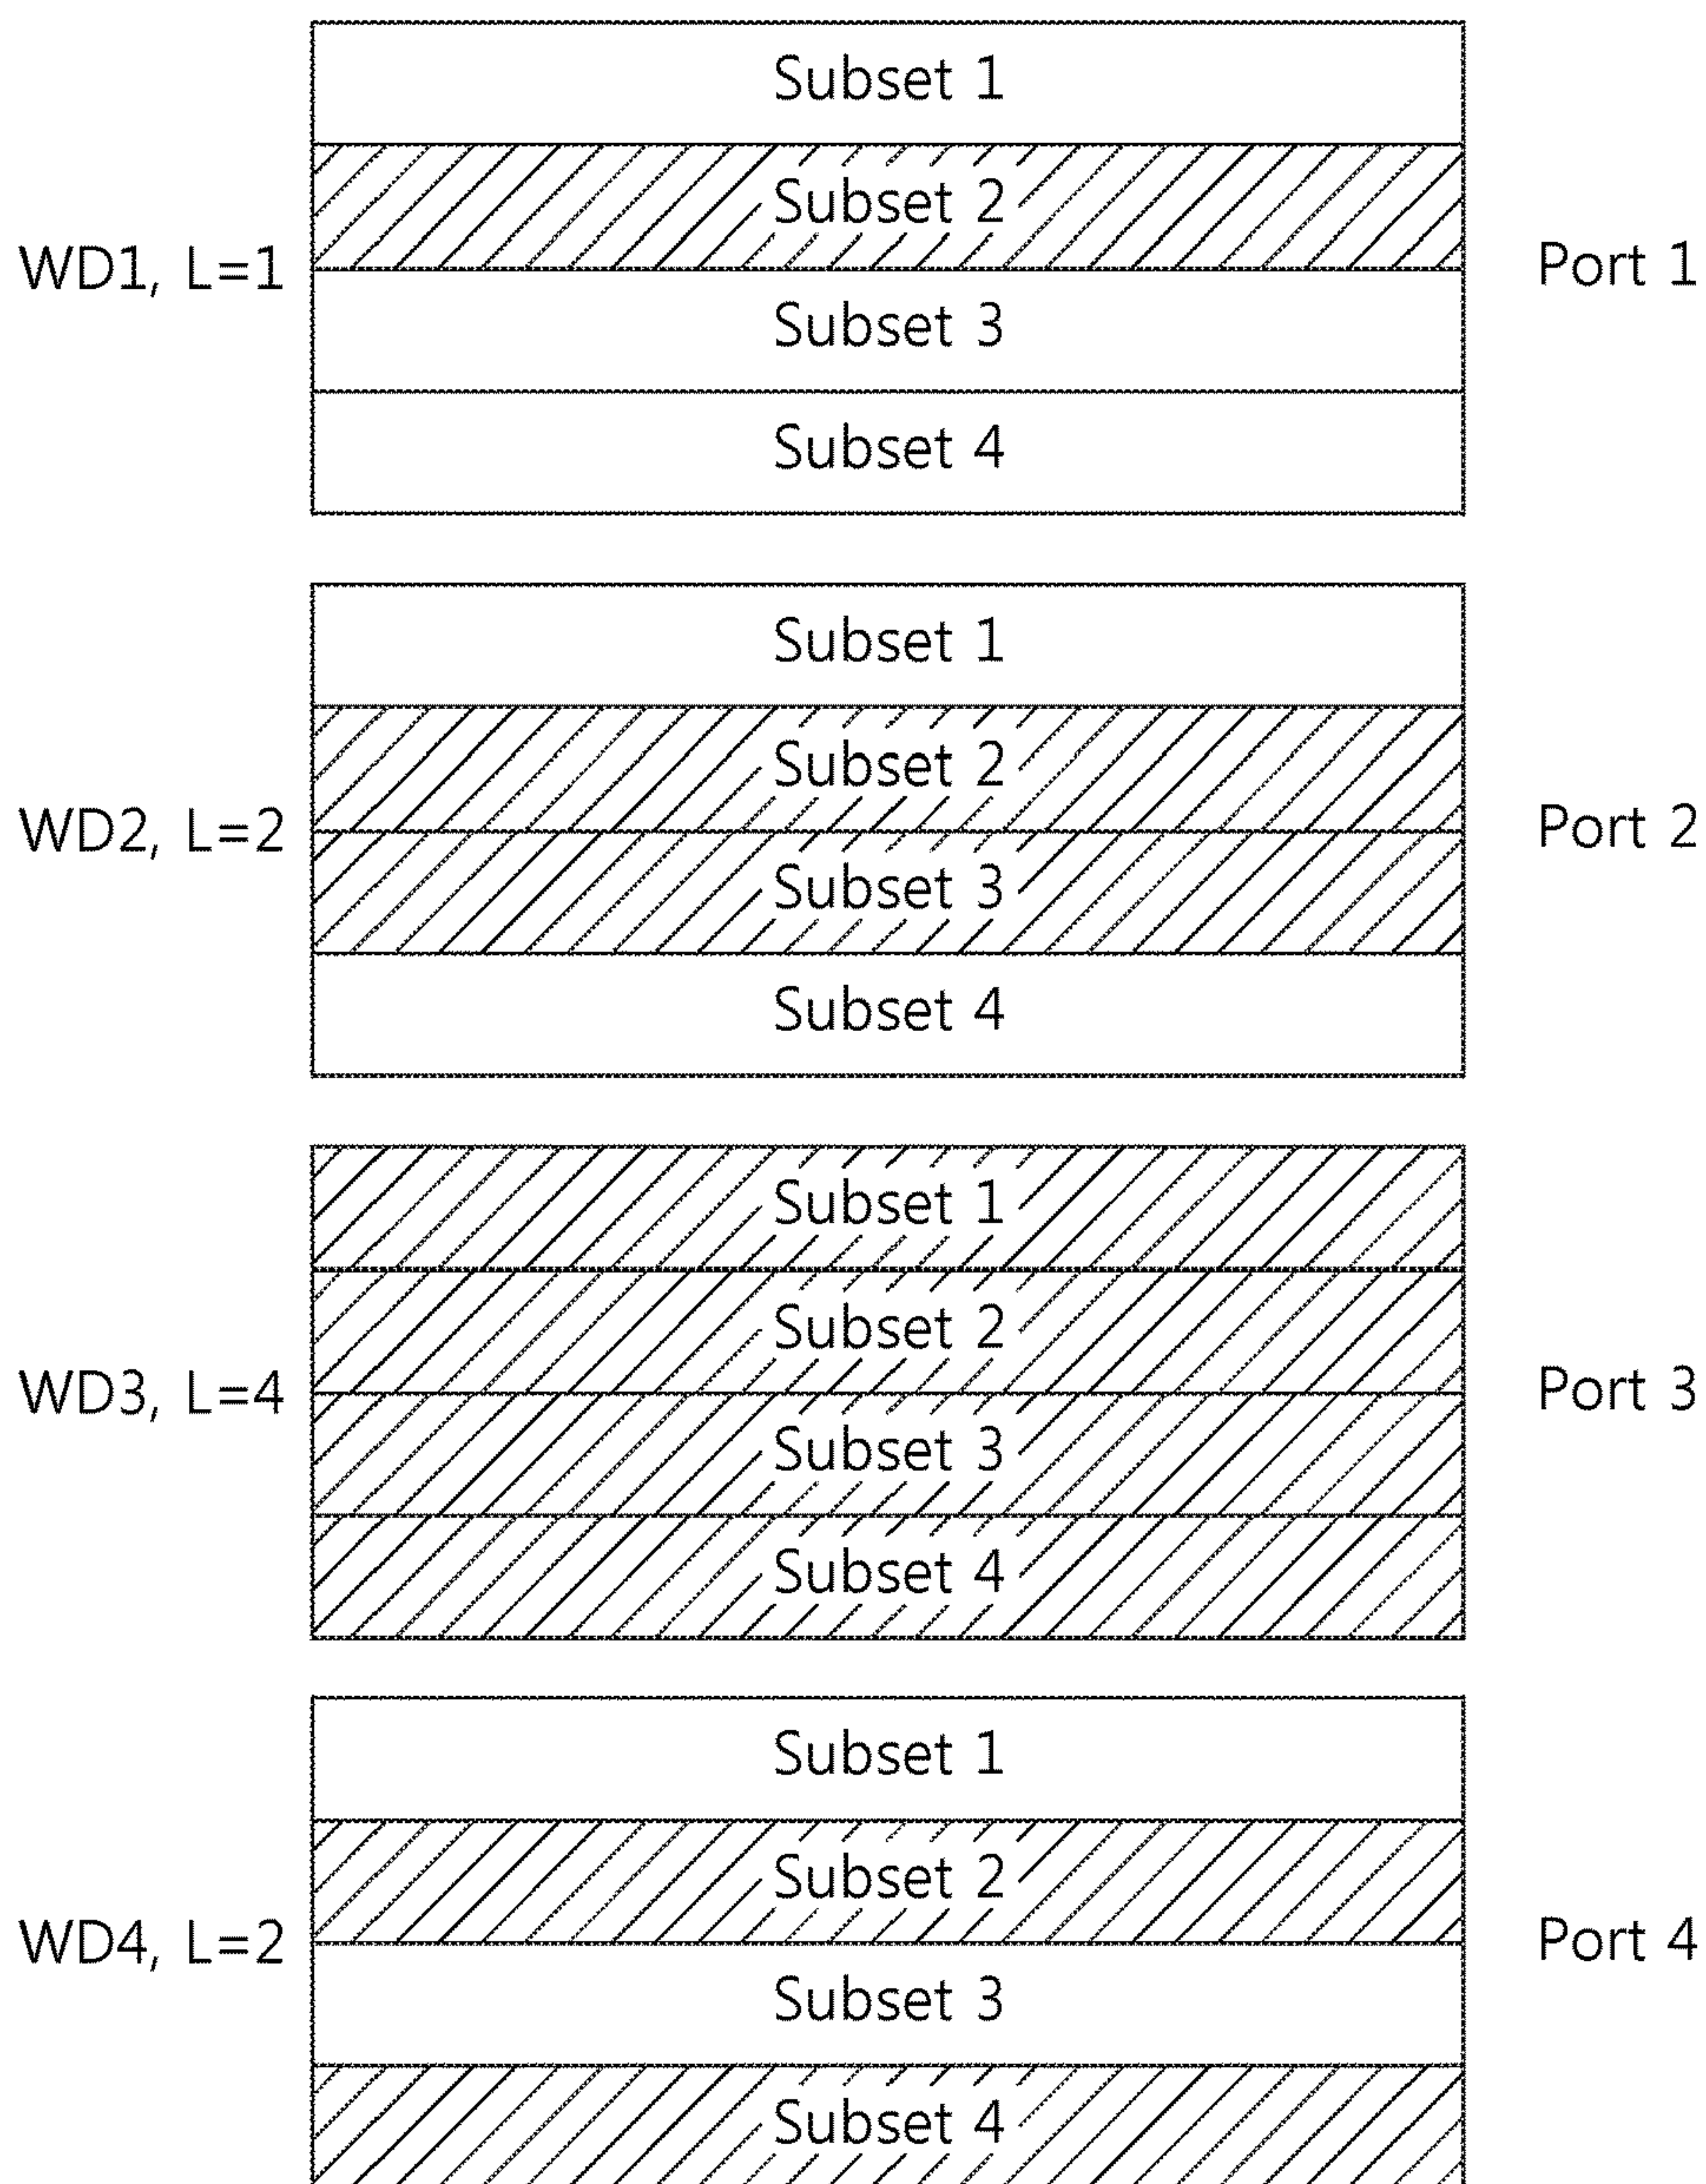 Subset 1
Subset 2
WD1, L=1
Port 1
Subset 3
Subset 4
Subset 1
Subset 2
WD2, L=2
Port 2
Subset 3
Subset 4
Subset 1
Subset 2
WD3, L=4
Port 3
Subset 3
Subset 4
Subset 1
Subset 2
WD4, L=2
Port 4
Subset 3
Subset 4